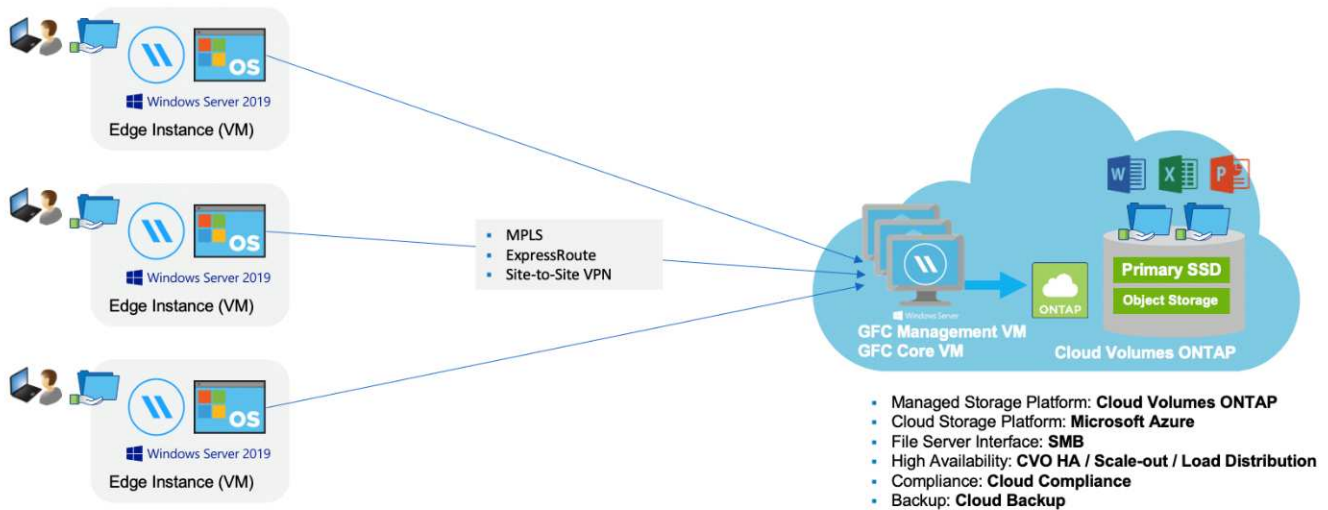 OS
Windows Server 2019
Edge Instance (VM)
OS
Windows Server 2019
Edge Instance (VM)
OS
Windows Server 2019
Edge Instance (VM)
▪ MPLS
▪ ExpressRoute
▪ Site-to-Site VPN
W
X
P
Windows Server
GFC Management VM
GFC Core VM
ONTAP
Primary SSD
Object Storage
Cloud Volumes ONTAP
▪ Managed Storage Platform: Cloud Volumes ONTAP
▪ Cloud Storage Platform: Microsoft Azure
▪ File Server Interface: SMB
▪ High Availability: CVO HA / Scale-out / Load Distribution
▪ Compliance: Cloud Compliance
▪ Backup: Cloud Backup